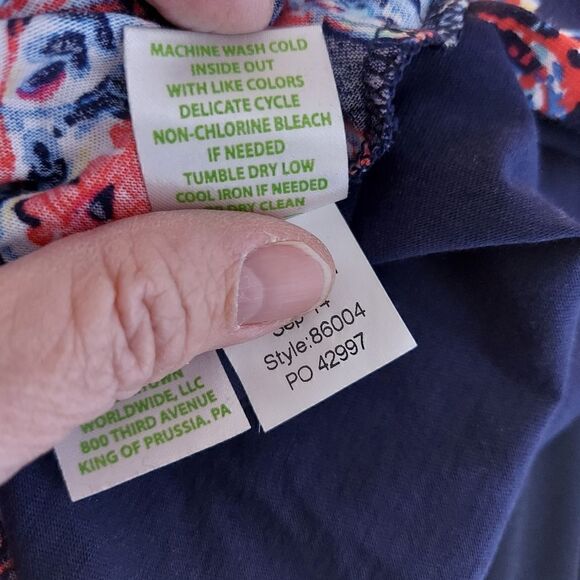 MACHINE WASH COLD
INSIDE OUT
WITH LIKE COLORS
DELICATE CYCLE
NON-CHLORINE BLEACH
IF NEEDED
TUMBLE DRY LOW
COOL IRON IF NEEDED
DRY CLEAN
Sep 14
Style:86004
PO 42997
WORLDWIDE, LLC
800 THIRD AVENUE
KING OF PRUSSIA. PA